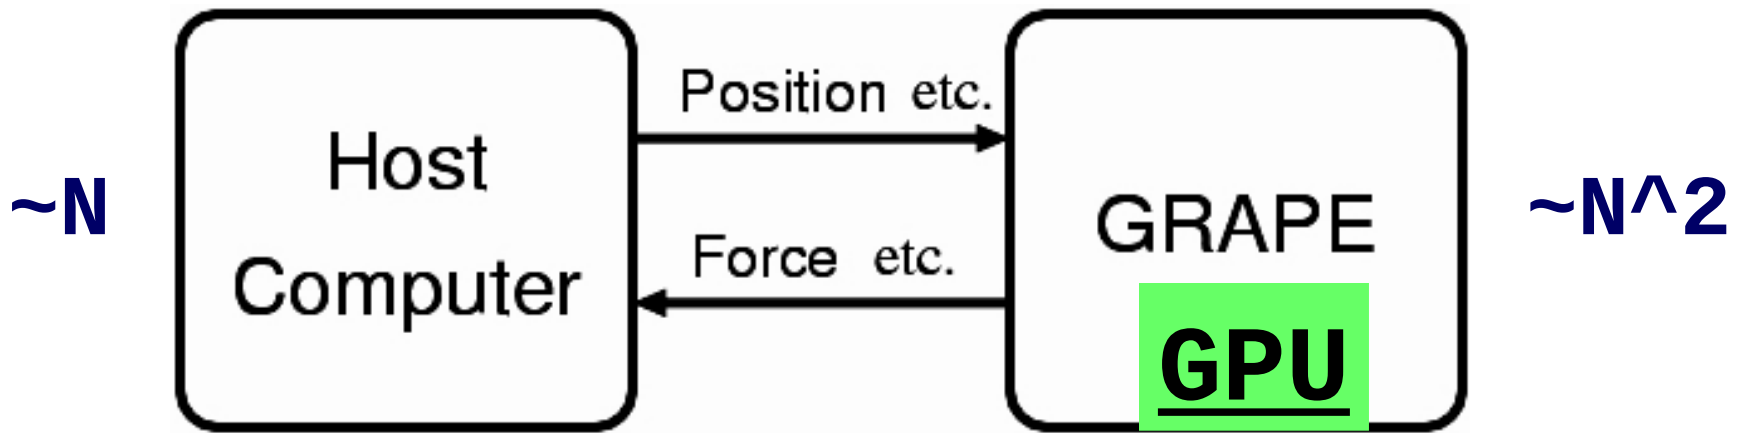 ~N
Host
Computer
Position etc.
Force etc.
GRAPE
GPU
~N^2